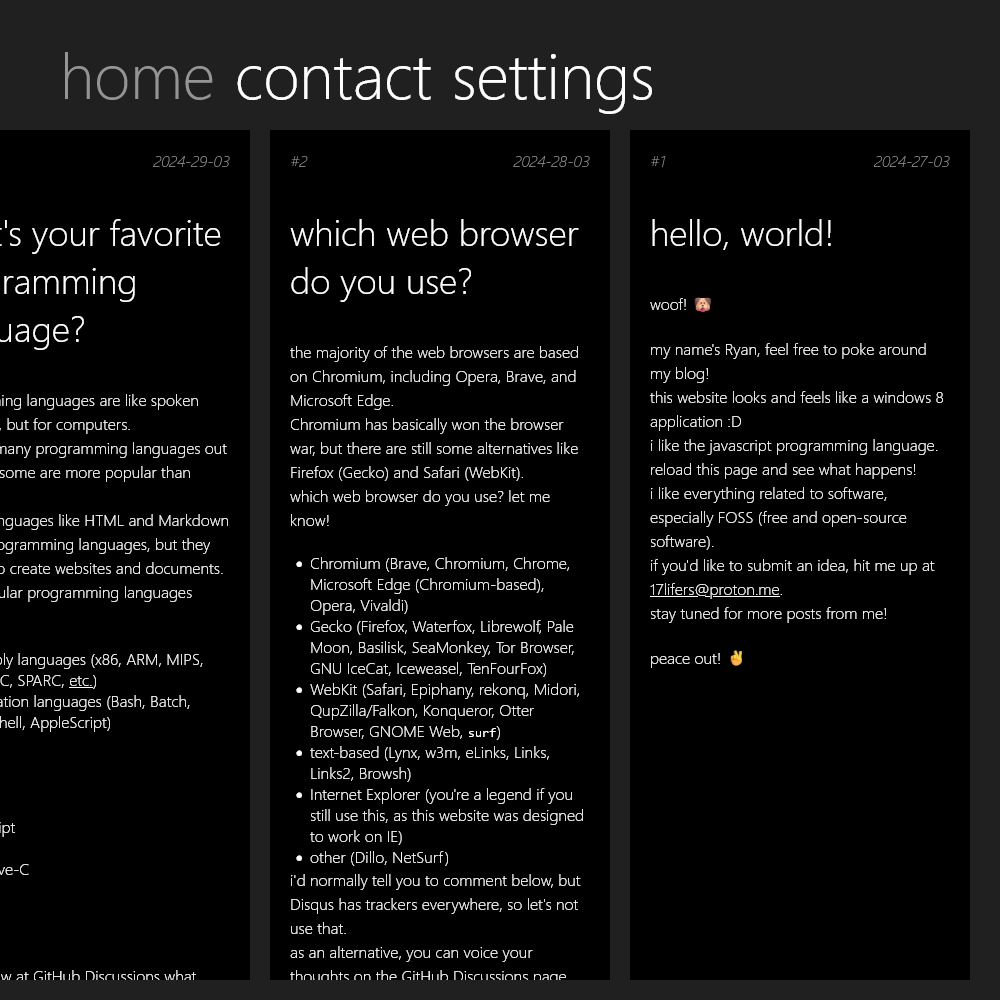 home contact settings
2024-29-03
t's your favorite
ramming
uage?
ing languages are like spoken
, but for computers.
many programming languages out
some are more popular than
nguages like HTML and Markdown
ogramming languages, but they
o create websites and documents.
ular programming languages
bly languages (x86, ARM, MIPS,
C, SPARC, etc.)
ation languages (Bash, Batch,
hell, AppleScript)
ipt
ve-C
w at GitHub Discussions what
#2 2024-28-03
which web browser
do you use?
the majority of the web browsers are based
on Chromium, including Opera, Brave, and
Microsoft Edge.
Chromium has basically won the browser
war, but there are still some alternatives like
Firefox (Gecko) and Safari (WebKit).
which web browser do you use? let me
know!
• Chromium (Brave, Chromium, Chrome,
Microsoft Edge (Chromium-based),
Opera, Vivaldi)
• Gecko (Firefox, Waterfox, Librewolf, Pale
Moon, Basilisk, SeaMonkey, Tor Browser,
GNU IceCat, Iceweasel, TenFourFox)
• WebKit (Safari, Epiphany, rekonq, Midori,
QupZilla/Falkon, Konqueror, Otter
Browser, GNOME Web, surf)
• text-based (Lynx, w3m, eLinks, Links,
Links2, Browsh)
• Internet Explorer (you're a legend if you
still use this, as this website was designed
to work on IE)
• other (Dillo, NetSurf)
i'd normally tell you to comment below, but
Disqus has trackers everywhere, so let's not
use that.
as an alternative, you can voice your
thoughts on the GitHub Discussions page
#1 2024-27-03
hello, world!
woof! 🐶
my name's Ryan, feel free to poke around
my blog!
this website looks and feels like a windows 8
application :D
i like the javascript programming language.
reload this page and see what happens!
i like everything related to software,
especially FOSS (free and open-source
software).
if you'd like to submit an idea, hit me up at
17lifers@proton.me.
stay tuned for more posts from me!
peace out! ✌️